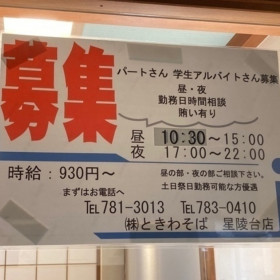 募集
パートさん 学生アルバイトさん募集
昼・夜
勤務日時間相談
賄い有り
昼 10:30～15:00
夜 17:00～22:00
時給：930円～
昼の部・夜の部ご相談下さい。
土日祭日勤務可能な方優遇
まずはお電話へ
TEL781-3013 TEL783-0410
㈱ときわそば 星陵台店